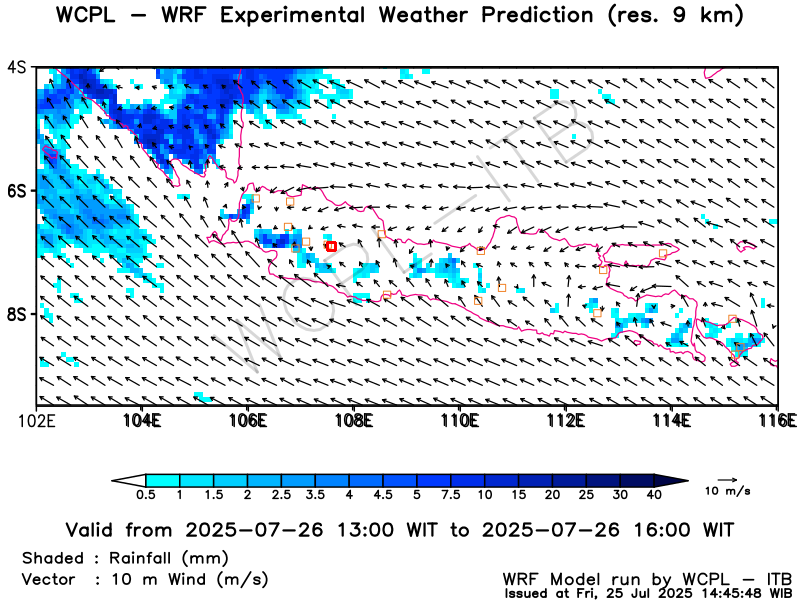 WCPL – WRF Experimental Weather Prediction (res. 9 km)
4S
6S
8S
WCPL-ITB
102E 104E 106E 108E 110E 112E 114E 116E
0.5 1 1.5 2 2.5 3.5 4 4.5 5 7.5 10 15 20 25 30 40
10 m/s
Valid from 2025-07-26 13:00 WIT to 2025-07-26 16:00 WIT
Shaded : Rainfall (mm)
Vector : 10 m Wind (m/s)
WRF Model run by WCPL – ITB
Issued at Fri, 25 Jul 2025 14:45:48 WIB